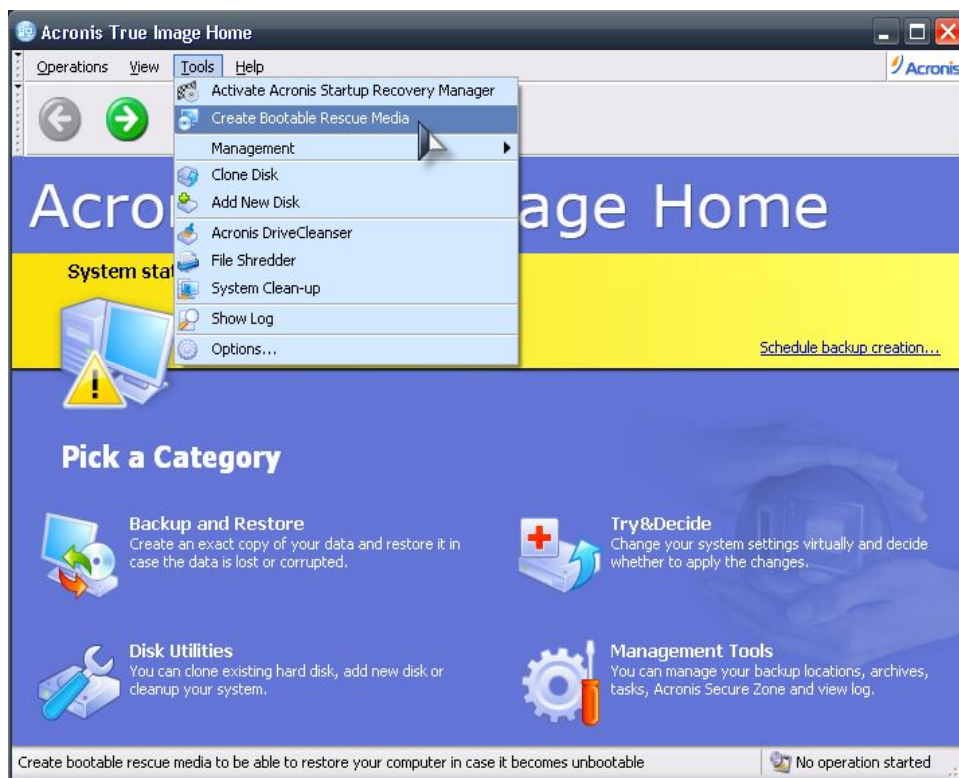 Acronis True Image Home
Operations View Tools Help
Acronis
Activate Acronis Startup Recovery Manager
Create Bootable Rescue Media
Management
Clone Disk
Add New Disk
Acronis DriveCleanser
File Shredder
System Clean-up
Show Log
Options...
Acro age Home
System stat
Schedule backup creation...
Pick a Category
Backup and Restore
Create an exact copy of your data and restore it in
case the data is lost or corrupted.
Try&Decide
Change your system settings virtually and decide
whether to apply the changes.
Disk Utilities
You can clone existing hard disk, add new disk or
cleanup your system.
Management Tools
You can manage your backup locations, archives,
tasks, Acronis Secure Zone and view log.
Create bootable rescue media to be able to restore your computer in case it becomes unbootable
No operation started